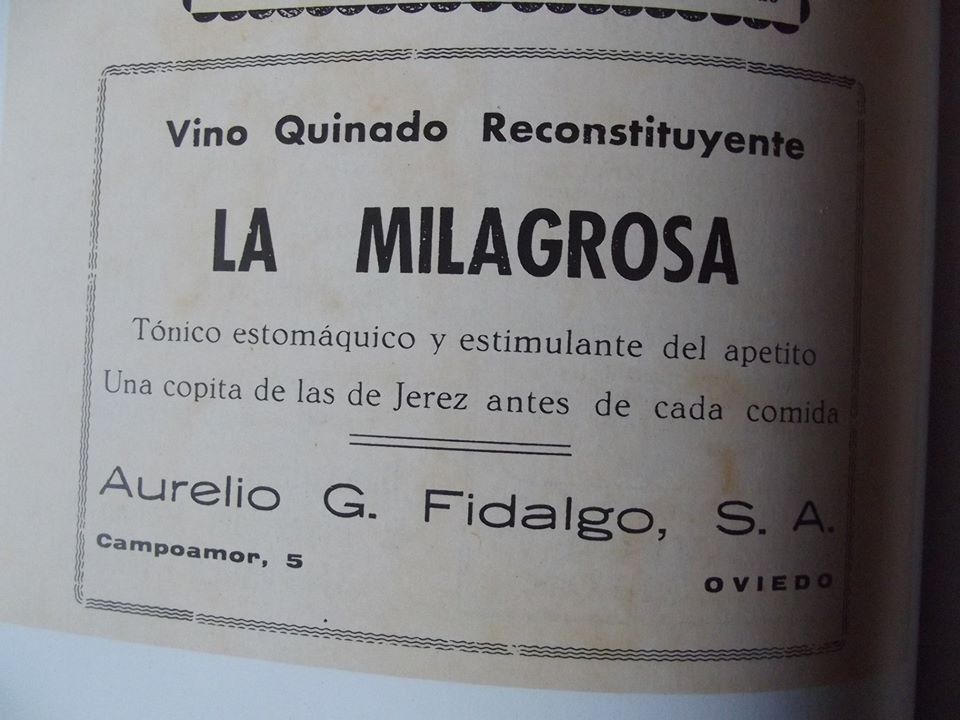 Vino Quinado Reconstituyente
LA MILAGROSA
Tónico estomáquico y estimulante del apetito
Una copita de las de Jerez antes de cada comida
Aurelio G. Fidalgo, S. A.
Campoamor, 5
OVIEDO